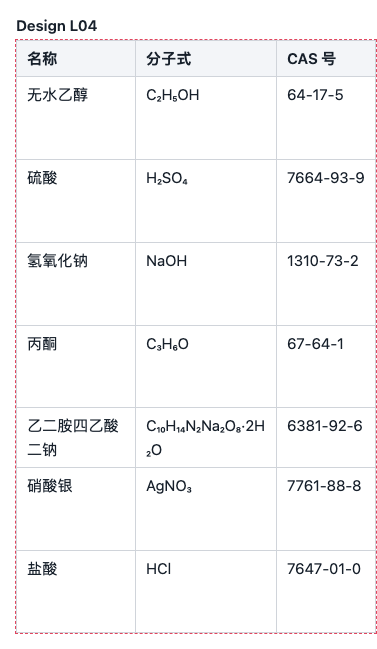 Design L04
名称 分子式 CAS 号
无水乙醇 C₂H₅OH 64-17-5
硫酸 H₂SO₄ 7664-93-9
氢氧化钠 NaOH 1310-73-2
丙酮 C₃H₆O 67-64-1
乙二胺四乙酸 C₁₀H₁₄N₂Na₂O₈·2H 6381-92-6
二钠 ₂O
硝酸银 AgNO₃ 7761-88-8
盐酸 HCl 7647-01-0